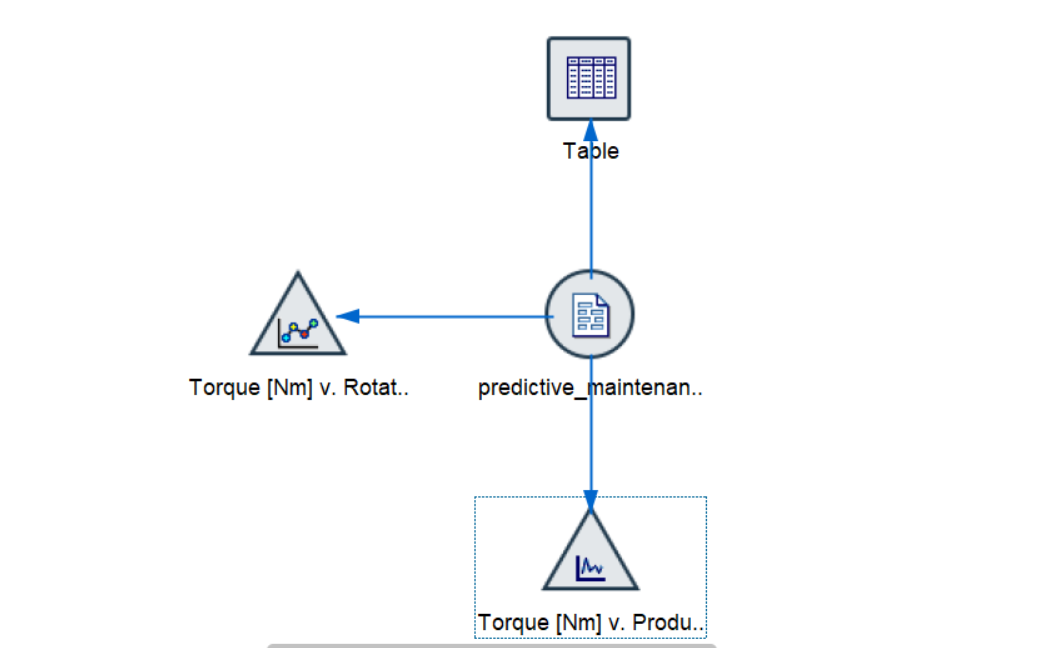 Table
Torque [Nm] v. Rotat..
predictive_maintenan..
Torque [Nm] v. Produ..